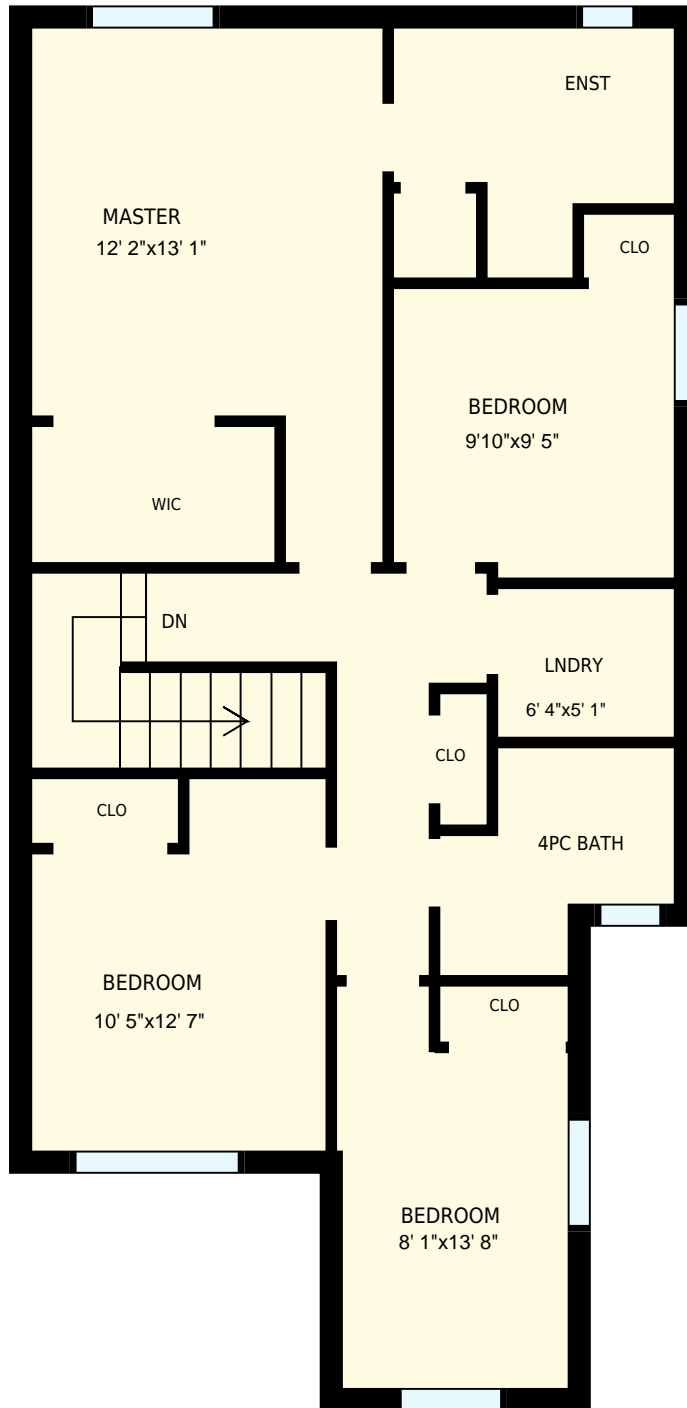 ENST
MASTER
12' 2"x13' 1"
CLO
BEDROOM
9'10"x9' 5"
WIC
DN
LNDRY
6' 4"x5' 1"
CLO
CLO
4PC BATH
BEDROOM
10' 5"x12' 7"
CLO
BEDROOM
8' 1"x13' 8"